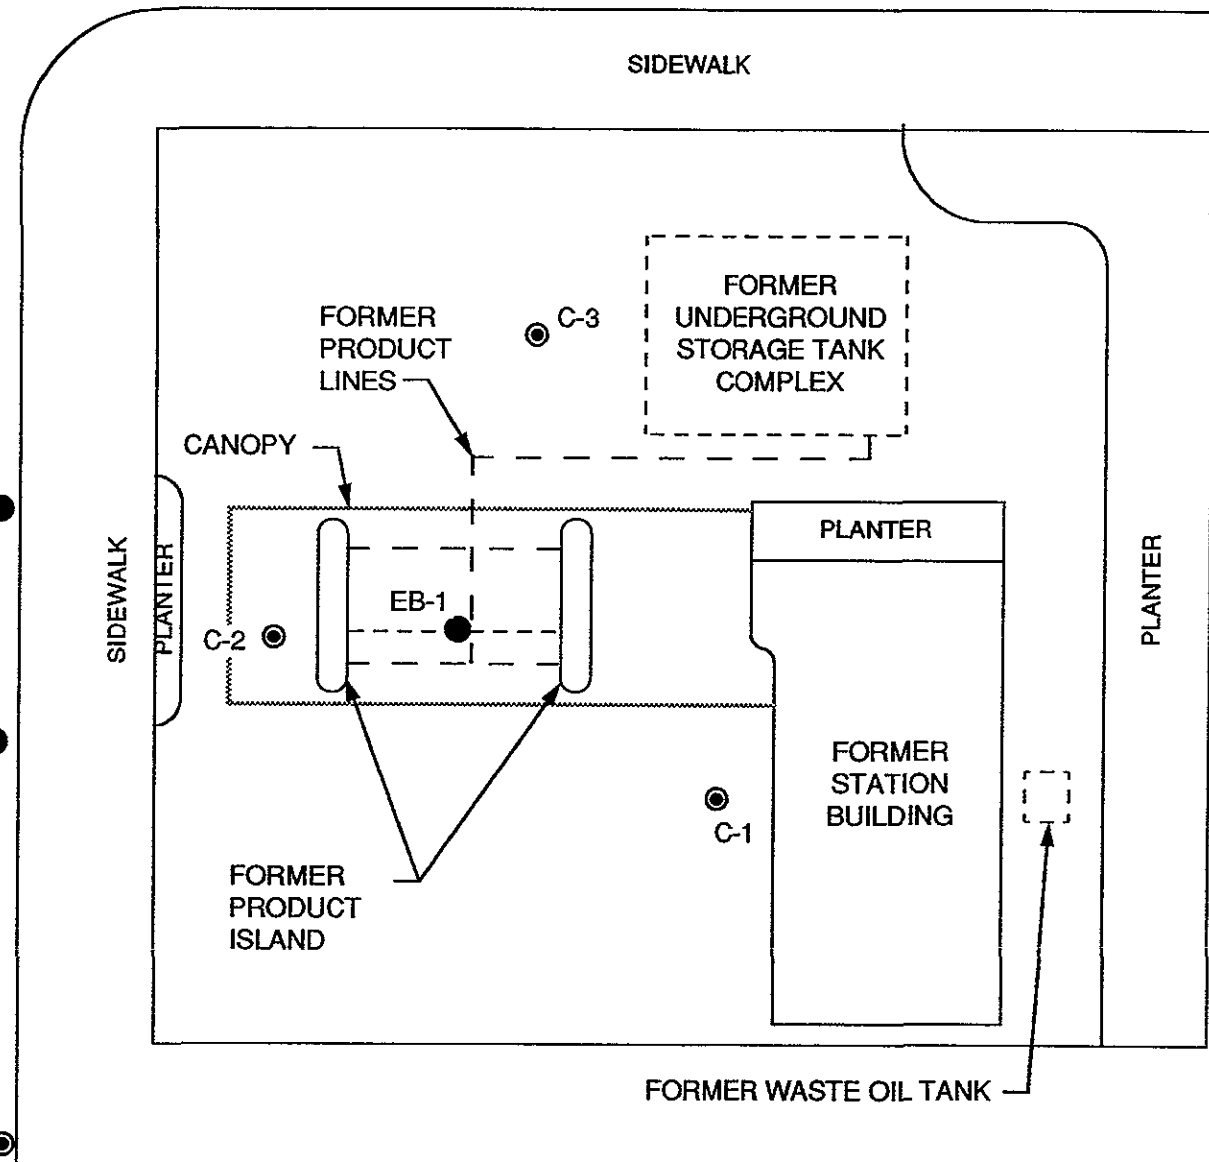 SIDEWALK
FORMER
UNDERGROUND
STORAGE TANK
COMPLEX
FORMER
PRODUCT
LINES
C-3
CANOPY
PLANTER
SIDEWALK
PLANTER
EB-1
C-2
PLANTER
FORMER
STATION
BUILDING
C-1
FORMER
PRODUCT
ISLAND
FORMER WASTE OIL TANK